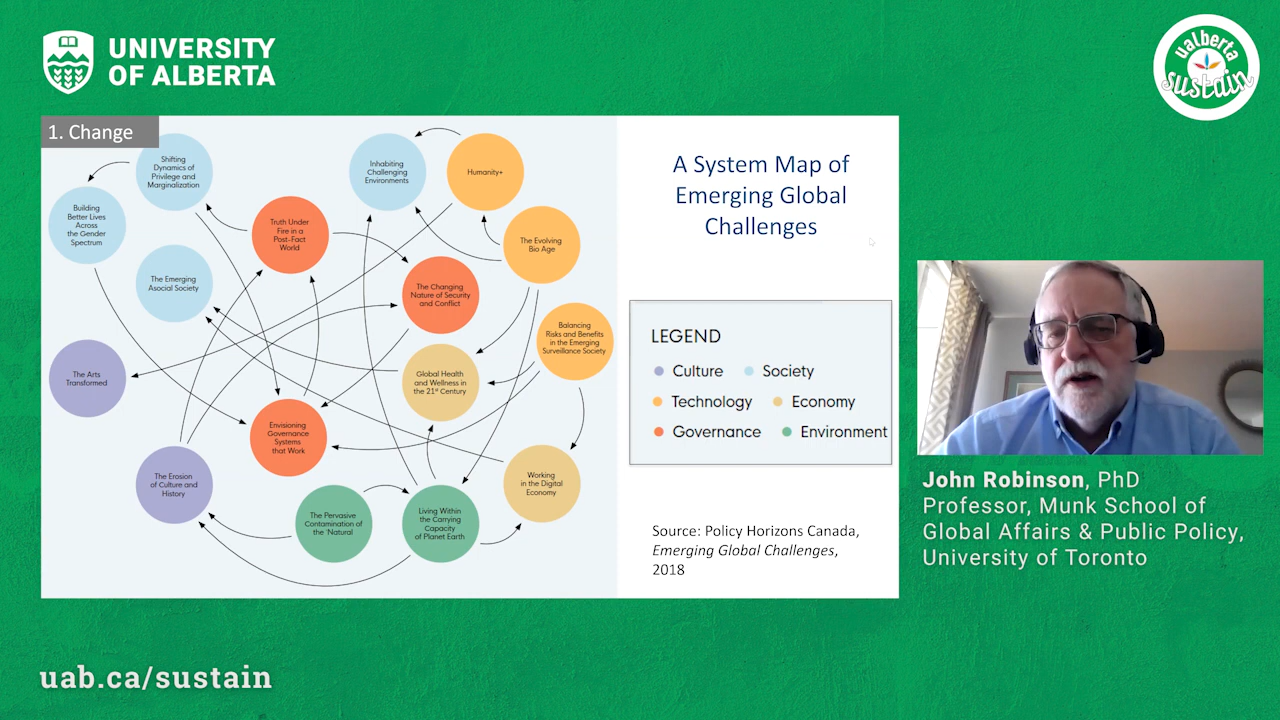 UNIVERSITY
OF ALBERTA
ualberta
sustain
1. Change
Shifting
Dynamics of
Privilege and
Marginalization
Inhabiting
Challenging
Environments
Humanity+
Building
Better Lives
Across
the Gender
Spectrum
Truth Under
Fire in a
Post-Fact
World
The Evolving
Bio Age
The Emerging
Asocial Society
The Changing
Nature of Security
and Conflict
Balancing
Risks and Benefits
in the Emerging
Surveillance Society
The Arts
Transformed
Global Health
and Wellness in
the 21st Century
Envisioning
Governance
Systems
that Work
The Erosion
of Culture and
History
Working
in the Digital
Economy
The Pervasive
Contamination of
the 'Natural'
Living Within
the Carrying
Capacity
of Planet Earth
A System Map of
Emerging Global
Challenges
LEGEND
Culture Society
Technology Economy
Governance Environment
Source: Policy Horizons Canada,
Emerging Global Challenges,
2018
John Robinson, PhD
Professor, Munk School of
Global Affairs & Public Policy,
University of Toronto
uab.ca/sustain